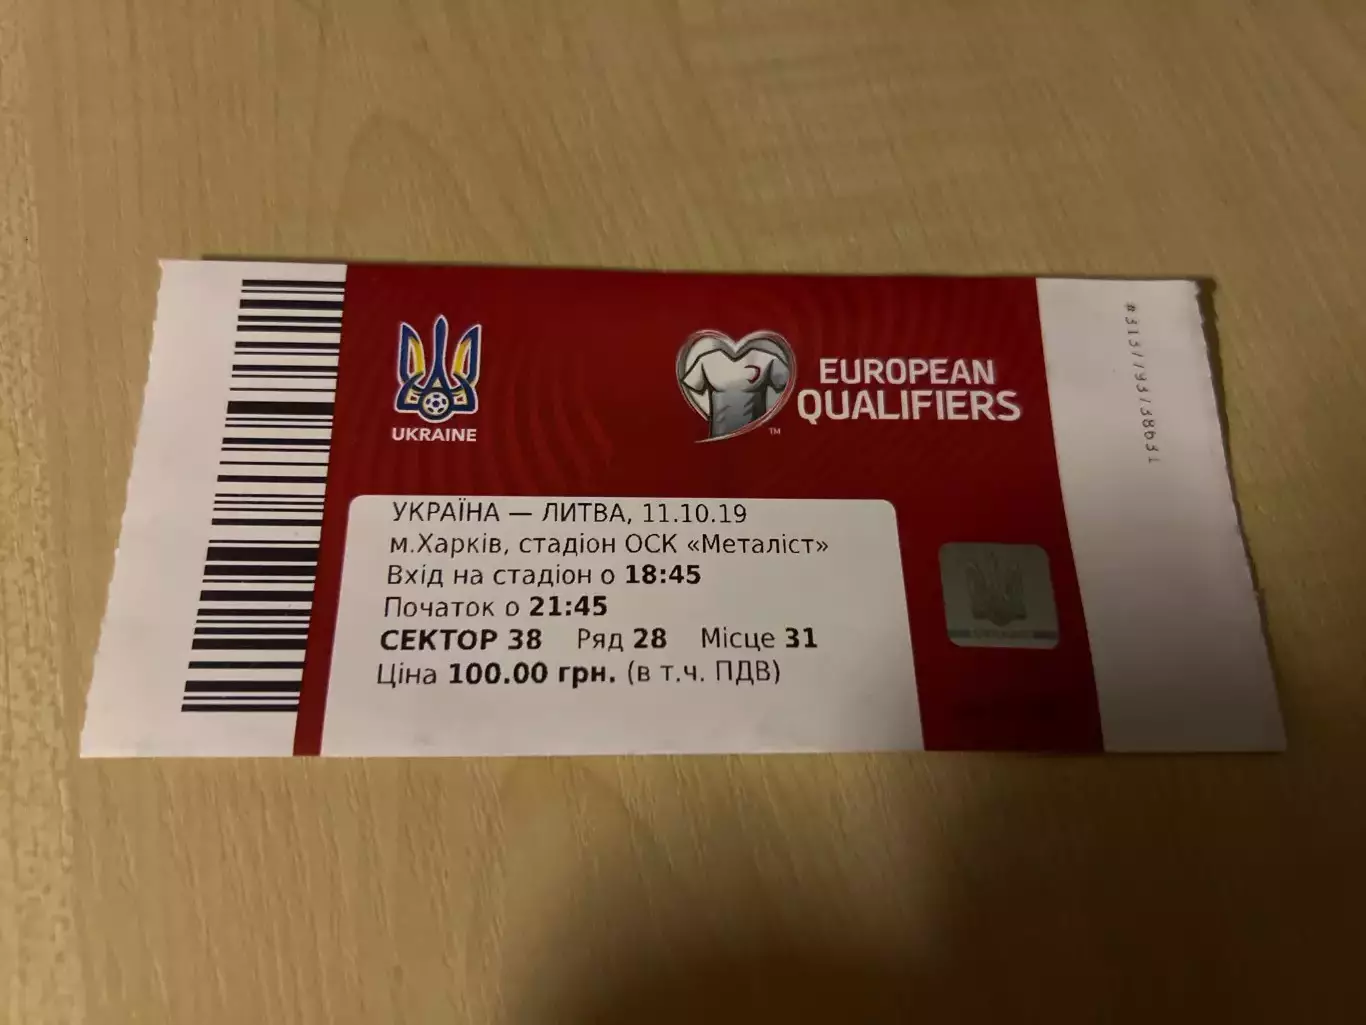 UKRAINE
EUROPEAN
QUALIFIERS
TM
УКРАЇНА — ЛИТВА, 11.10.19
м.Харків, стадіон ОСК «Металіст»
Вхід на стадіон о 18:45
Початок о 21:45
СЕКТОР 38 Ряд 28 Місце 31
Ціна 100.00 грн. (в т.ч. ПДВ)